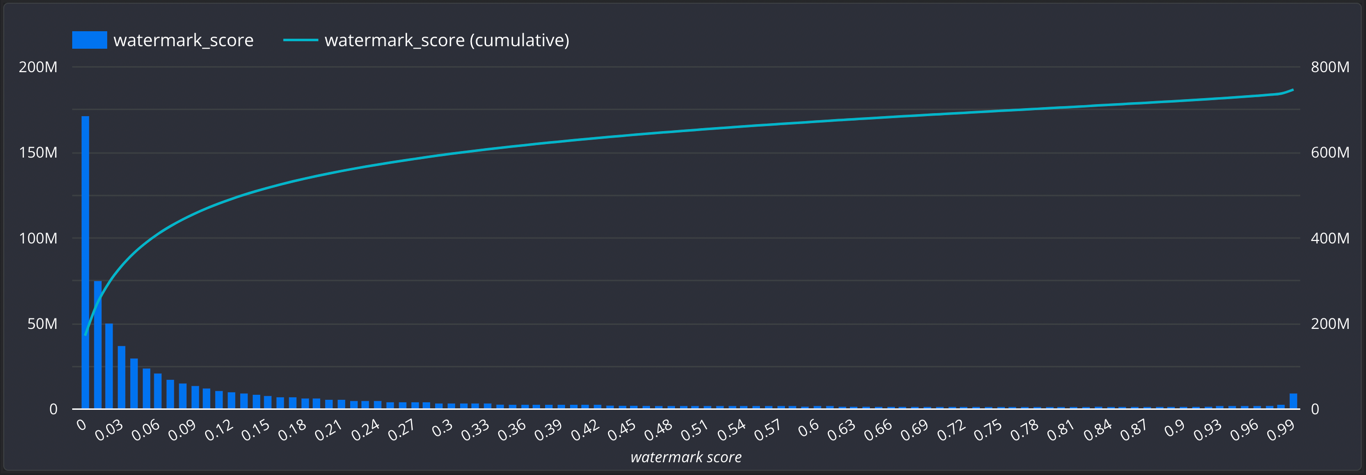 watermark_score watermark_score (cumulative)
200M 800M
150M 600M
100M 400M
50M 200M
0 0
0 0.03 0.06 0.09 0.12 0.15 0.18 0.21 0.24 0.27 0.3 0.33 0.36 0.39 0.42 0.45 0.48 0.51 0.54 0.57 0.6 0.63 0.66 0.69 0.72 0.75 0.78 0.81 0.84 0.87 0.9 0.93 0.96 0.99
watermark score